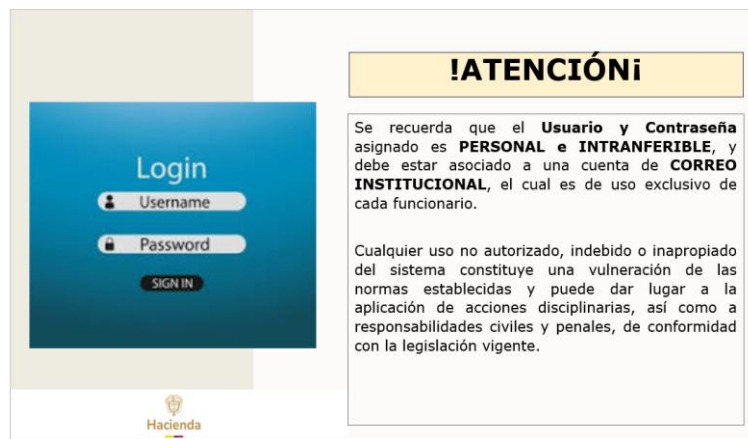 Login
Username
Password
SIGN IN
Hacienda
!ATENCIÓN¡
Se recuerda que el Usuario y Contraseña
asignado es PERSONAL e INTRANFERIBLE, y
debe estar asociado a una cuenta de CORREO
INSTITUCIONAL, el cual es de uso exclusivo de
cada funcionario.
Cualquier uso no autorizado, indebido o inapropiado
del sistema constituye una vulneración de las
normas establecidas y puede dar lugar a la
aplicación de acciones disciplinarias, así como a
responsabilidades civiles y penales, de conformidad
con la legislación vigente.